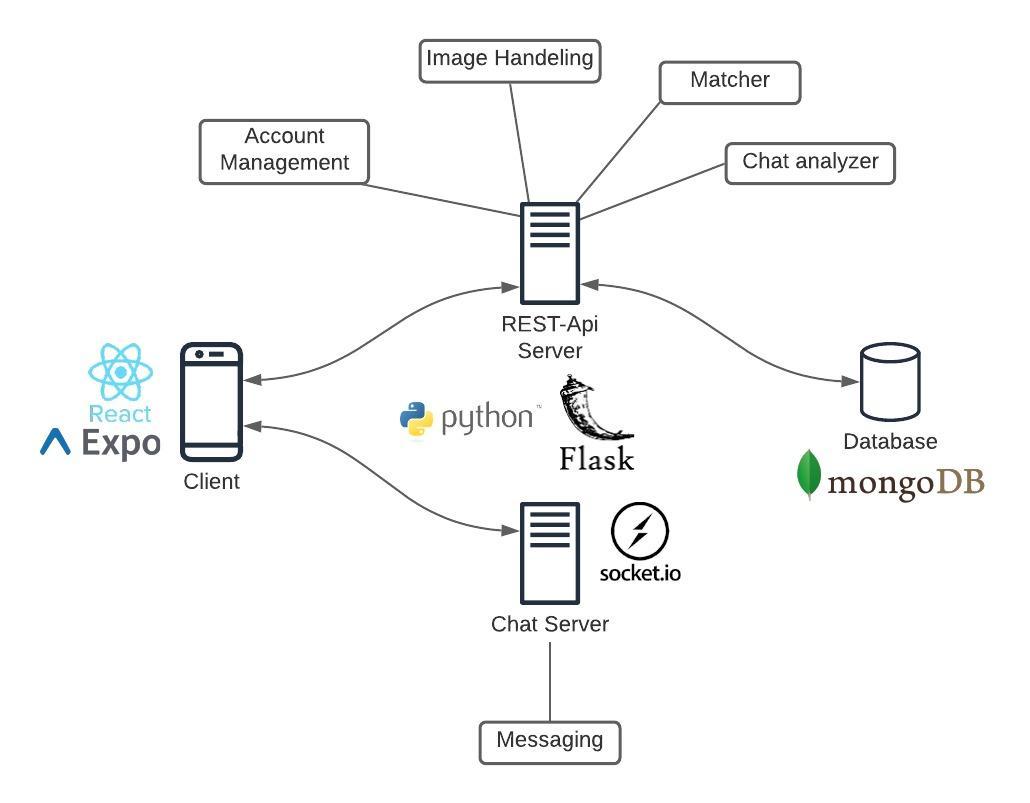 Image Handeling
Matcher
Account
Management
Chat analyzer
REST-Api
Server
React
Expo
Client
python™
Flask
Database
mongoDB
socket.io
Chat Server
Messaging